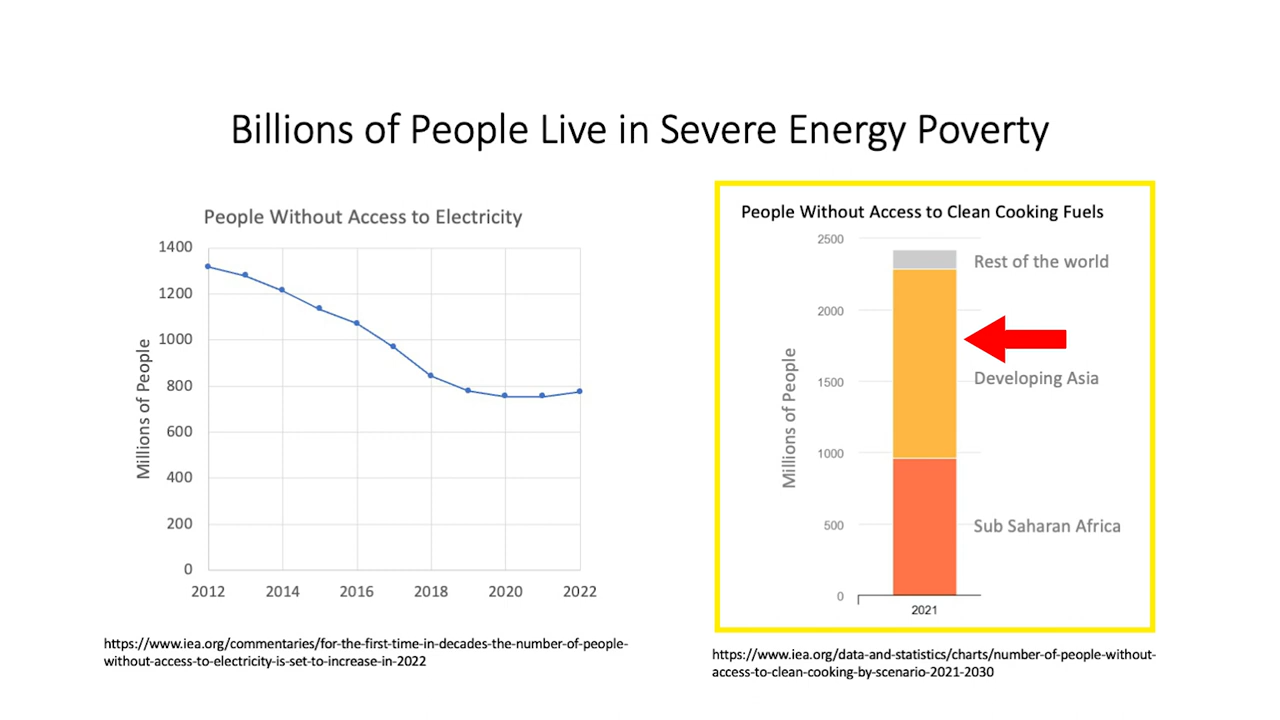 Billions of People Live in Severe Energy Poverty
People Without Access to Electricity
Millions of People
1400
1200
1000
800
600
400
200
0
2012
2014
2016
2018
2020
2022
https://www.iea.org/commentaries/for-the-first-time-in-decades-the-number-of-people-
without-access-to-electricity-is-set-to-increase-in-2022
People Without Access to Clean Cooking Fuels
Millions of People
2500
2000
1500
1000
500
0
Rest of the world
Developing Asia
Sub Saharan Africa
2021
https://www.iea.org/data-and-statistics/charts/number-of-people-without-
access-to-clean-cooking-by-scenario-2021-2030